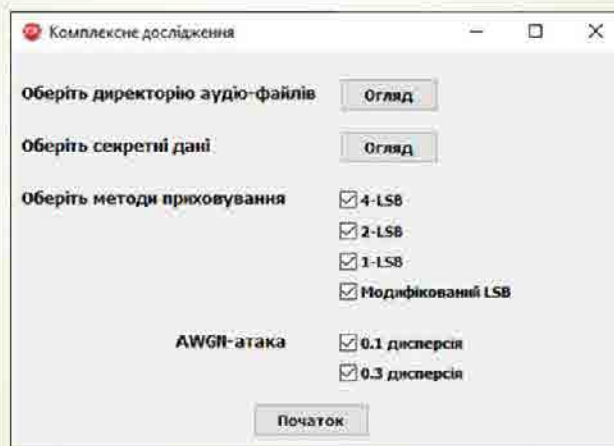 Комплексне дослідження
Оберіть директорію аудіо-файлів Огляд
Оберіть секретні дані Огляд
Оберіть методи приховування 4-LSB
2-LSB
1-LSB
Модифікований LSB
AWGN-атака 0.1 дисперсія
0.3 дисперсія
Початок